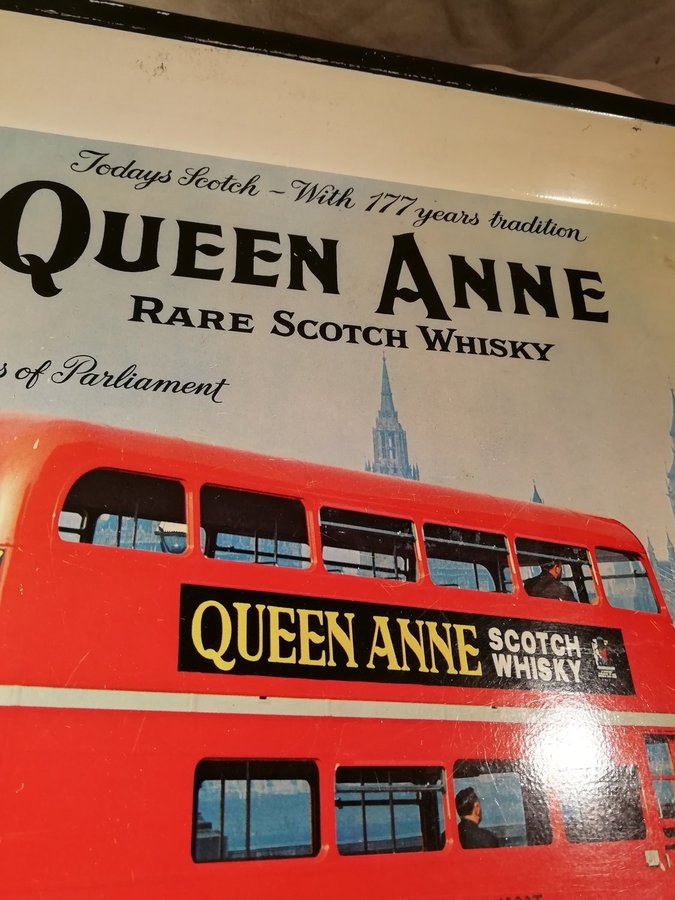 Todays Scotch - With 177 years tradition
QUEEN ANNE
RARE SCOTCH WHISKY
of Parliament
QUEEN ANNE SCOTCH
WHISKY